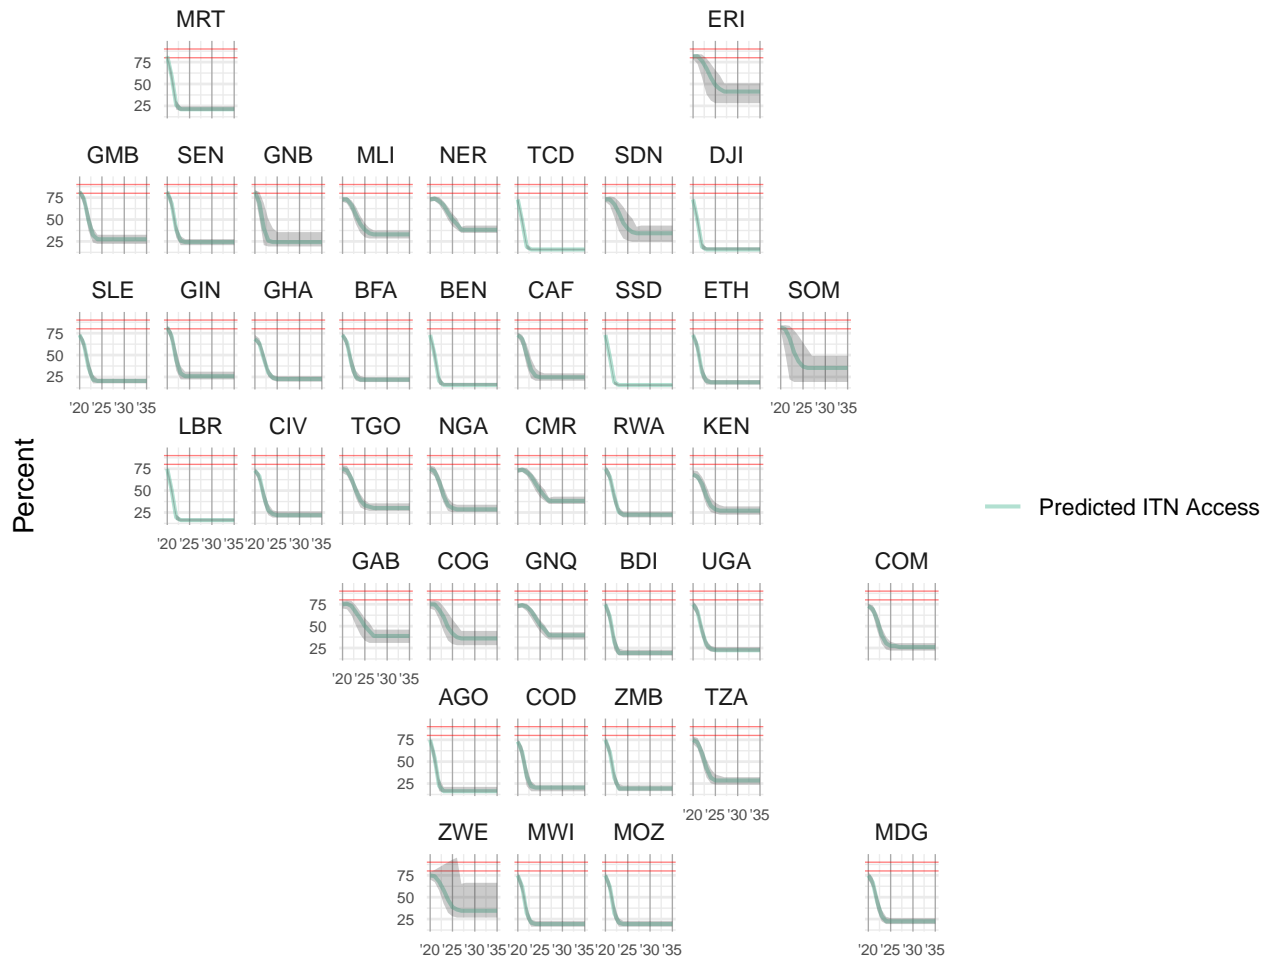 MRT ERI
75
50
25
GMB SEN GNB MLI NER TCD SDN DJI
75
50
25
SLE GIN GHA BFA BEN CAF SSD ETH SOM
75
50
25
'20 '25 '30 '35 '20 '25 '30 '35
LBR CIV TGO NGA CMR RWA KEN
75
50
25
'20 '25 '30 '35 '20 '25 '30 '35
Percent
Predicted ITN Access
GAB COG GNQ BDI UGA COM
75
50
25
'20 '25 '30 '35
AGO COD ZMB TZA
75
50
25
'20 '25 '30 '35
ZWE MWI MOZ MDG
75
50
25
'20 '25 '30 '35 '20 '25 '30 '35 '20 '25 '30 '35 '20 '25 '30 '35